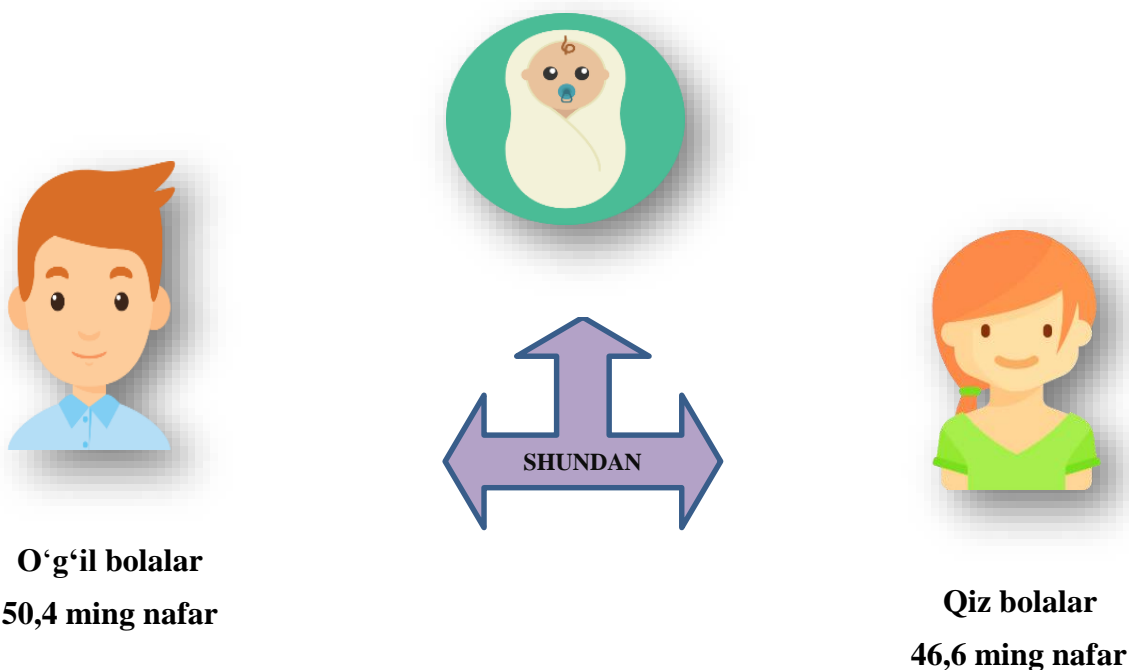 SHUNDAN
O‘g‘il bolalar
50,4 ming nafar
Qiz bolalar
46,6 ming nafar